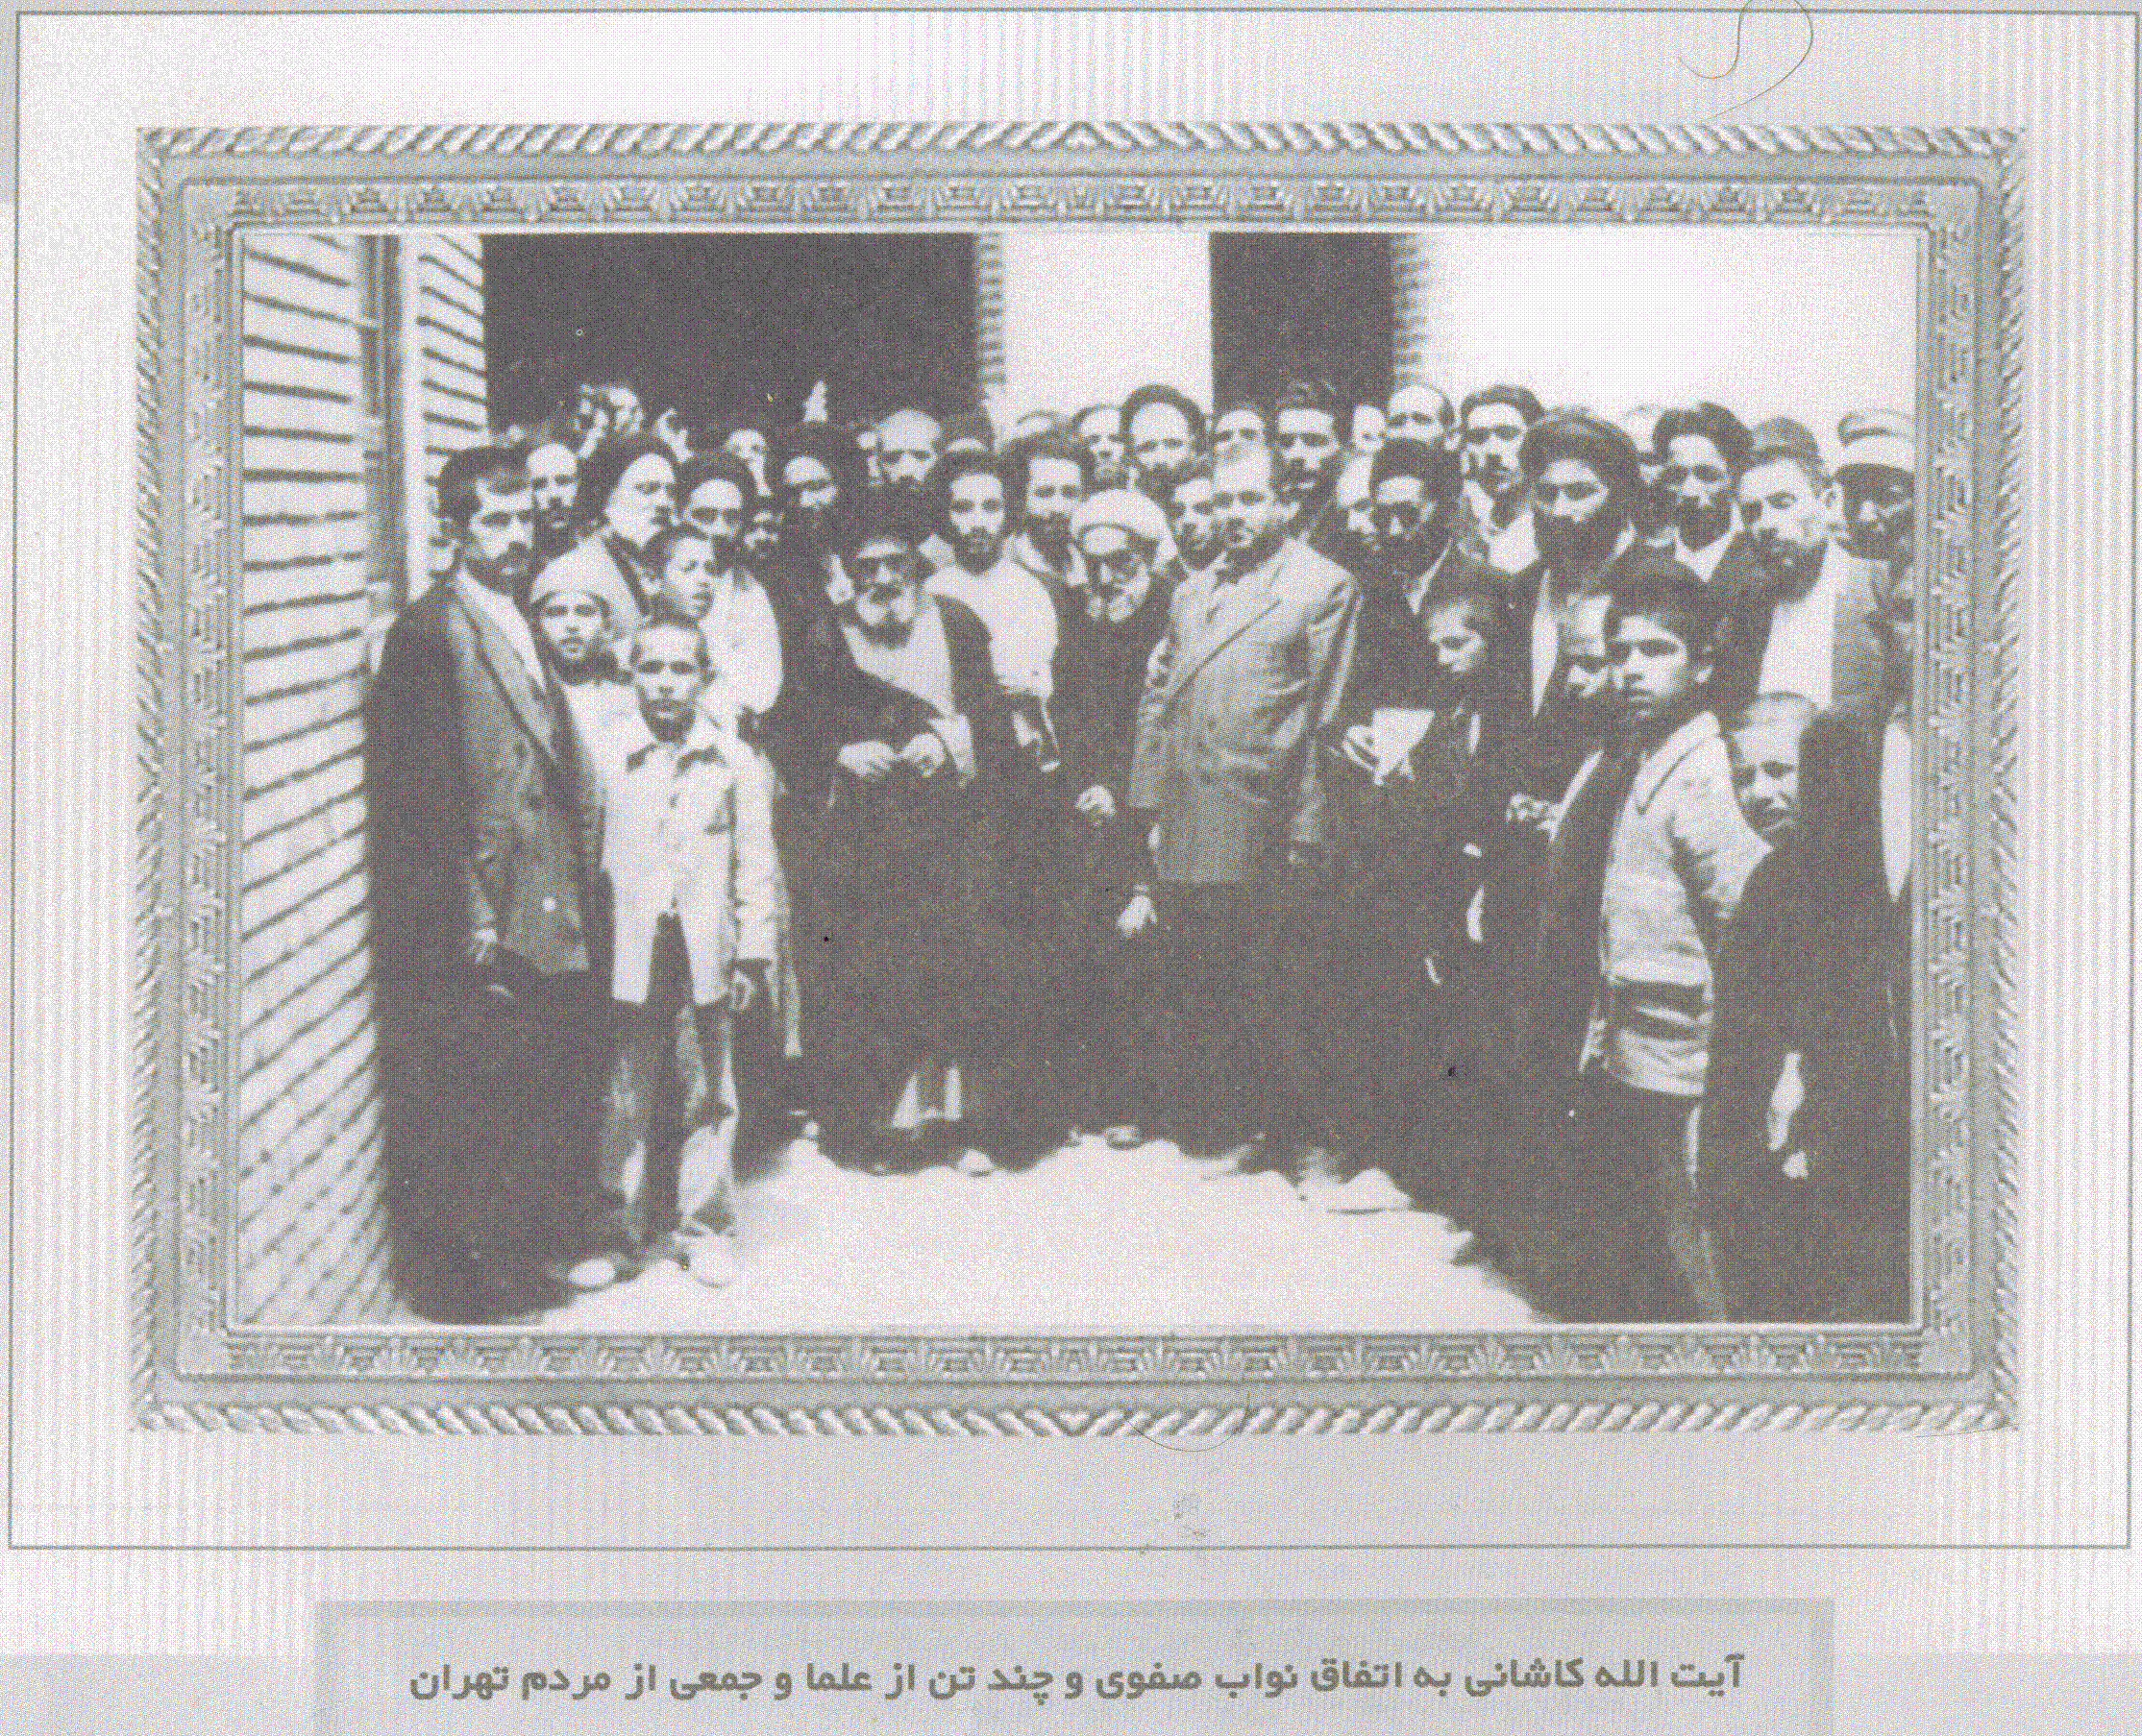 آیت الله کاشانی به اتفاق نواب صفوی و چند تن از علما و جمعی از مردم تهران